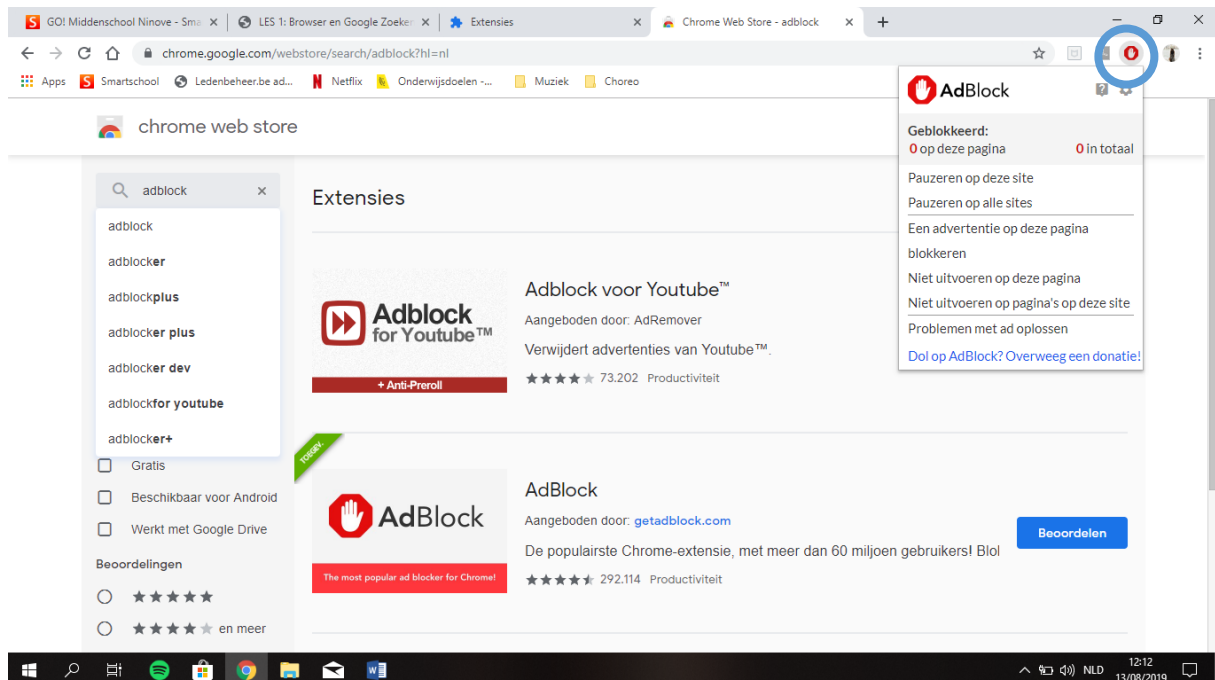 GO! Middenschool Ninove - Sma
LES 1: Browser en Google Zoeken
Extensies
Chrome Web Store - adblock
chrome.google.com/webstore/search/adblock?hl=nl
Apps
Smartschool
Ledenbeheer.be ad...
Netflix
Onderwijsdoelen -...
Muziek
Choreo
chrome web store
adblock
adblock
adblocker
adblockplus
adblocker plus
adblocker dev
adblockfor youtube
adblocker+
Gratis
Beschikbaar voor Android
Werkt met Google Drive
Beoordelingen
en meer
Extensies
Adblock
for Youtube™
+ Anti-Preroll
Adblock voor Youtube™
Aangeboden door: AdRemover
Verwijdert advertenties van Youtube™.
73.202 Productiviteit
TOEGEV.
AdBlock
The most popular ad blocker for Chrome!
AdBlock
Aangeboden door: getadblock.com
De populairste Chrome-extensie, met meer dan 60 miljoen gebruikers! Blol
292.114 Productiviteit
Beoordelen
AdBlock
Geblokkeerd:
0 op deze pagina 0 in totaal
Pauzeren op deze site
Pauzeren op alle sites
Een advertentie op deze pagina
blokkeren
Niet uitvoeren op deze pagina
Niet uitvoeren op pagina's op deze site
Problemen met ad oplossen
Dol op AdBlock? Overweeg een donatie!
NLD
12:12
13/08/2019